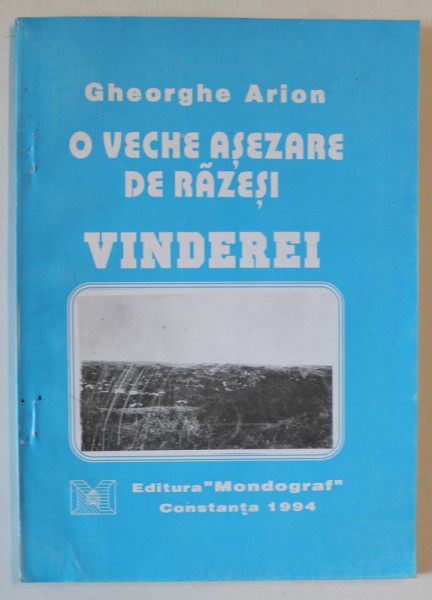 Gheorghe Arion
O VECHE AȘEZARE
DE RĂZEȘI
VINDEREI
Editura "Mondograf"
Constanța 1994